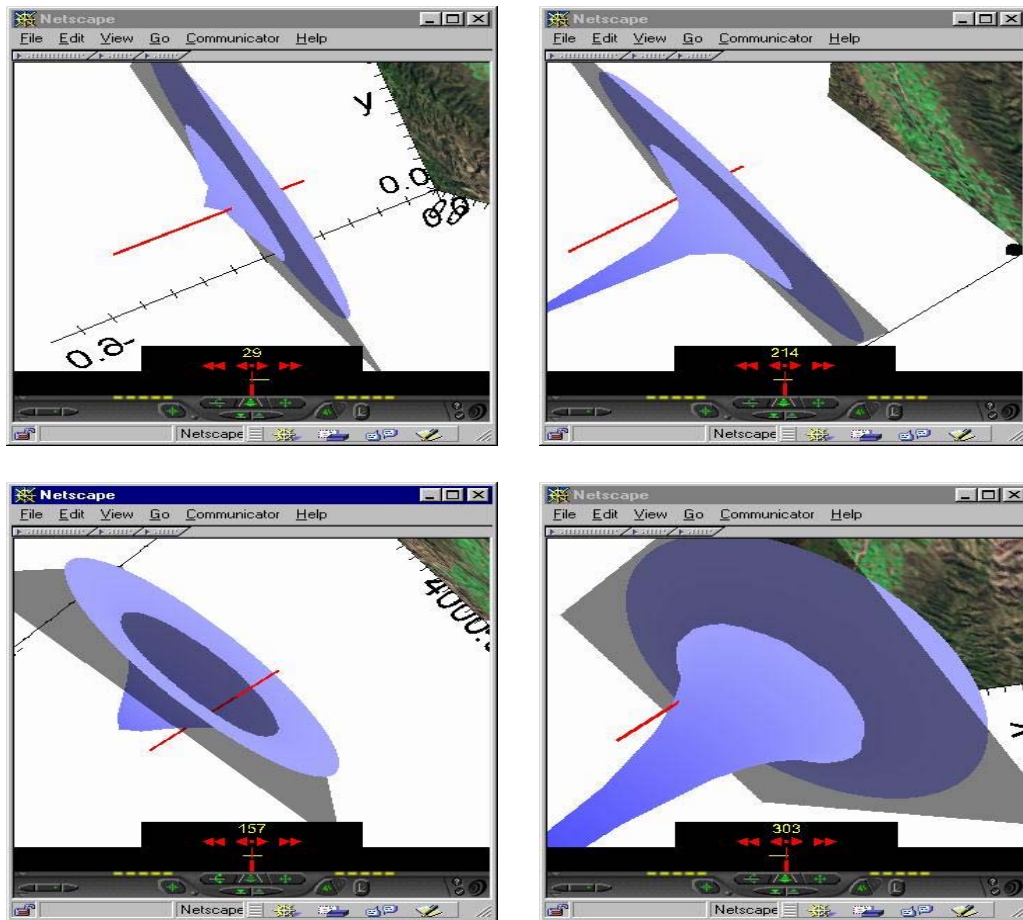 Netscape
File Edit View Go Communicator Help
y
0.0
29
Netscape
Netscape
File Edit View Go Communicator Help
214
Netscape
Netscape
File Edit View Go Communicator Help
4000.
157
Netscape
Netscape
File Edit View Go Communicator Help
303
Netscape